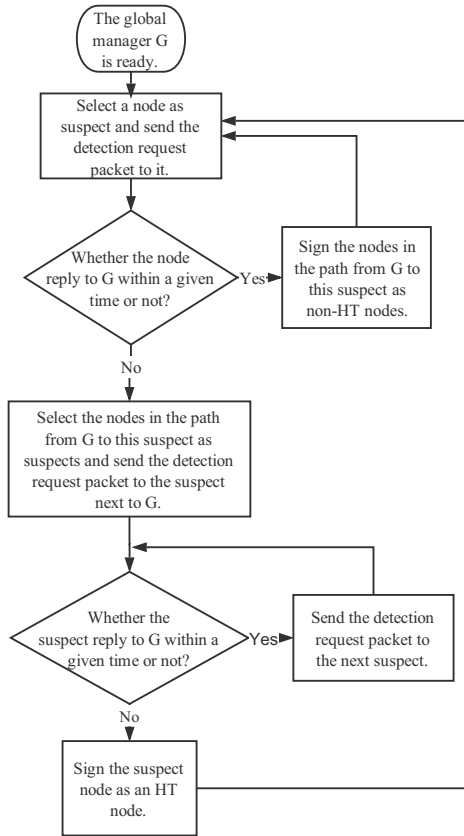 The global
manager G
is ready.
Select a node as
suspect and send the
detection request
packet to it.
Whether the node
reply to G within a given
time or not?
Yes
Sign the nodes in
the path from G to
this suspect as
non-HT nodes.
No
Select the nodes in the path
from G to this suspect as
suspects and send the detection
request packet to the suspect
next to G.
Whether the
suspect reply to G within a
given time or not?
Yes
Send the detection
request packet to
the next suspect.
No
Sign the suspect
node as an HT
node.